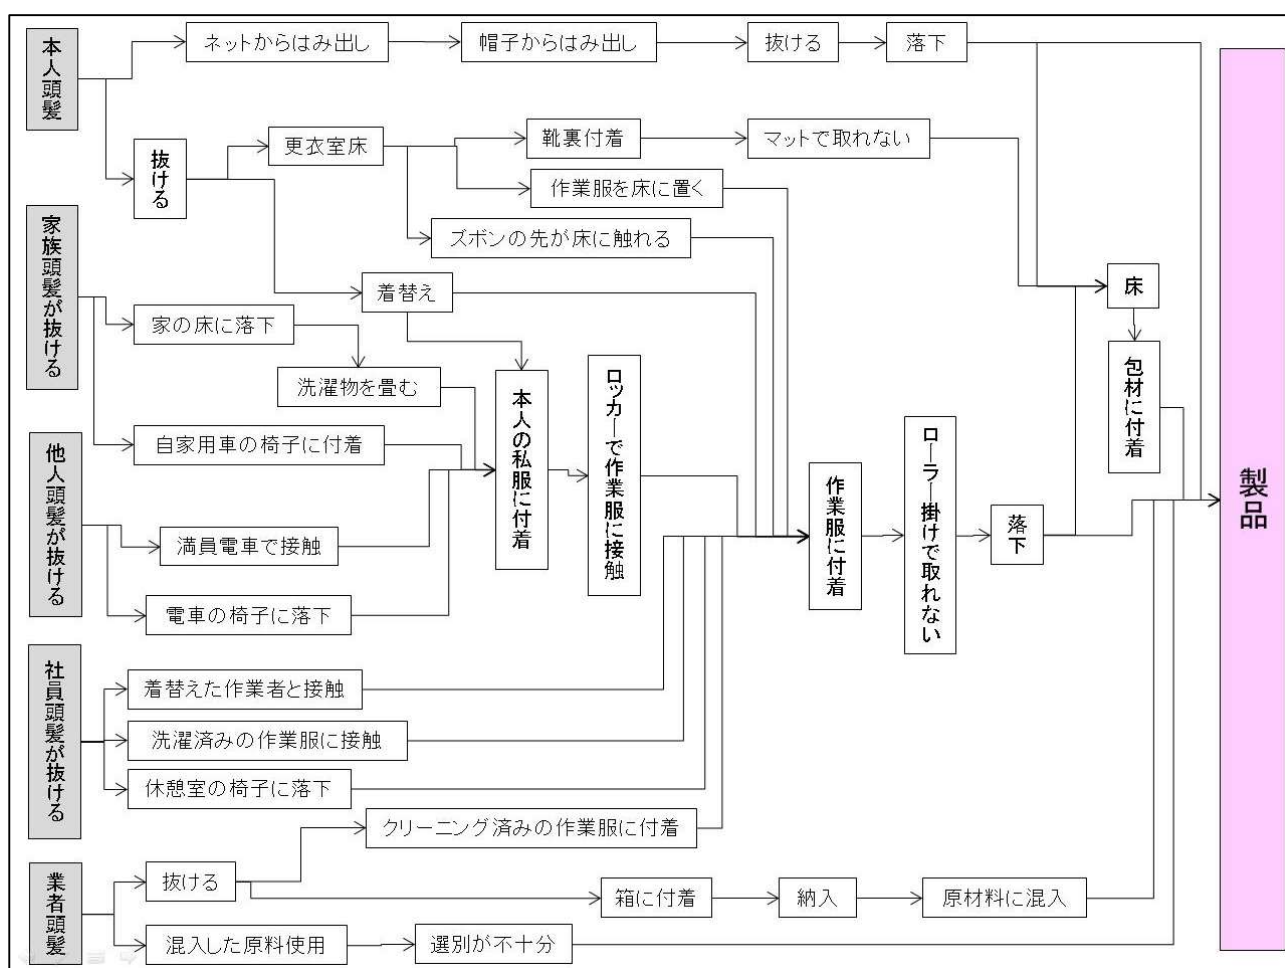 本人頭髪
ネットからはみ出し
帽子からはみ出し
抜ける
落下
抜ける
更衣室床
靴裏付着
マットで取れない
作業服を床に置く
ズボンの先が床に触れる
着替え
家族頭髪が抜ける
家の床に落下
洗濯物を畳む
自家用車の椅子に付着
他人頭髪が抜ける
満員電車で接触
電車の椅子に落下
本人の私服に付着
ロッカーで作業服に接触
作業服に付着
ローラー掛けで取れない
落下
床
包材に付着
製品
社員頭髪が抜ける
着替えた作業者と接触
洗濯済みの作業服に接触
休憩室の椅子に落下
業者頭髪
抜ける
クリーニング済みの作業服に付着
箱に付着
納入
原材料に混入
混入した原料使用
選別が不十分